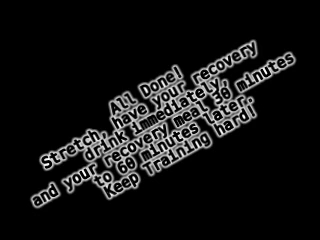 All Done!
Stretch, have your recovery
drink immediately,
and your recovery meal 30 minutes
to 60 minutes later.
Keep Training hard!